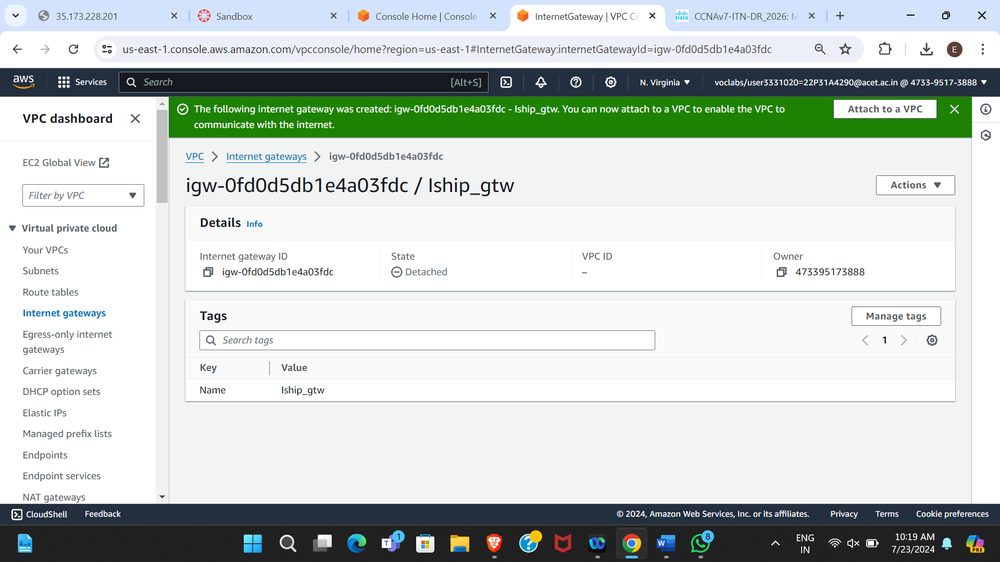 35.173.228.201
Sandbox
Console Home | Console
InternetGateway | VPC Co
CCNAv7-ITN-DR_2026: M
us-east-1.console.aws.amazon.com/vpcconsole/home?region=us-east-1#InternetGateway:internetGatewayId=igw-0fd0d5db1e4a03fdc
E
aws
Services
Search
[Alt+S]
N. Virginia
voclabs/user3331020=22P31A4290@acet.ac.in @ 4733-9517-3888
VPC dashboard
EC2 Global View
Filter by VPC
Virtual private cloud
Your VPCs
Subnets
Route tables
Internet gateways
Egress-only internet
gateways
Carrier gateways
DHCP option sets
Elastic IPs
Managed prefix lists
Endpoints
Endpoint services
NAT gateways
The following internet gateway was created: igw-0fd0d5db1e4a03fdc - Iship_gtw. You can now attach to a VPC to enable the VPC to
communicate with the internet.
Attach to a VPC
VPC
Internet gateways
igw-0fd0d5db1e4a03fdc
igw-0fd0d5db1e4a03fdc / Iship_gtw
Actions
Details Info
Internet gateway ID
igw-0fd0d5db1e4a03fdc
State
Detached
VPC ID
–
Owner
473395173888
Tags
Manage tags
Search tags
1
Key
Value
Name
Iship_gtw
CloudShell
Feedback
© 2024, Amazon Web Services, Inc. or its affiliates.
Privacy
Terms
Cookie preferences
T
1
?
W
8
ENG
IN
10:19 AM
7/23/2024
PRE